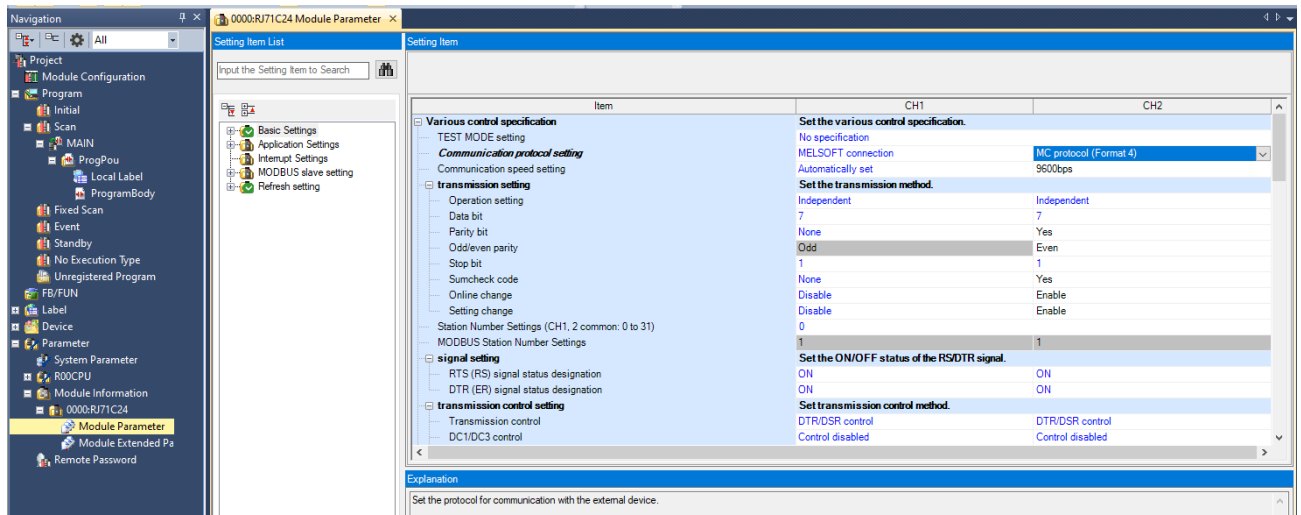 Navigation
0000:RJ71C24 Module Parameter
All
Project
Module Configuration
Program
Initial
Scan
MAIN
ProgPou
Local Label
ProgramBody
Fixed Scan
Event
Standby
No Execution Type
Unregistered Program
FB/FUN
Label
Device
Parameter
System Parameter
R00CPU
Module Information
0000:RJ71C24
Module Parameter
Module Extended Pa
Remote Password
Setting Item List
Input the Setting Item to Search
Basic Settings
Application Settings
Interrupt Settings
MODBUS slave setting
Refresh setting
Setting Item
Item CH1 CH2
Various control specification Set the various control specification.
TEST MODE setting No specification
Communication protocol setting MELSOFT connection MC protocol (Format 4)
Communication speed setting Automatically set 9600bps
transmission setting Set the transmission method.
Operation setting Independent Independent
Data bit 7 7
Parity bit None Yes
Odd/even parity Odd Even
Stop bit 1 1
Sumcheck code None Yes
Online change Disable Enable
Setting change Disable Enable
Station Number Settings (CH1, 2 common: 0 to 31) 0
MODBUS Station Number Settings 1 1
signal setting Set the ON/OFF status of the RS/DTR signal.
RTS (RS) signal status designation ON ON
DTR (ER) signal status designation ON ON
transmission control setting Set transmission control method.
Transmission control DTR/DSR control DTR/DSR control
DC1/DC3 control Control disabled Control disabled
Explanation
Set the protocol for communication with the external device.